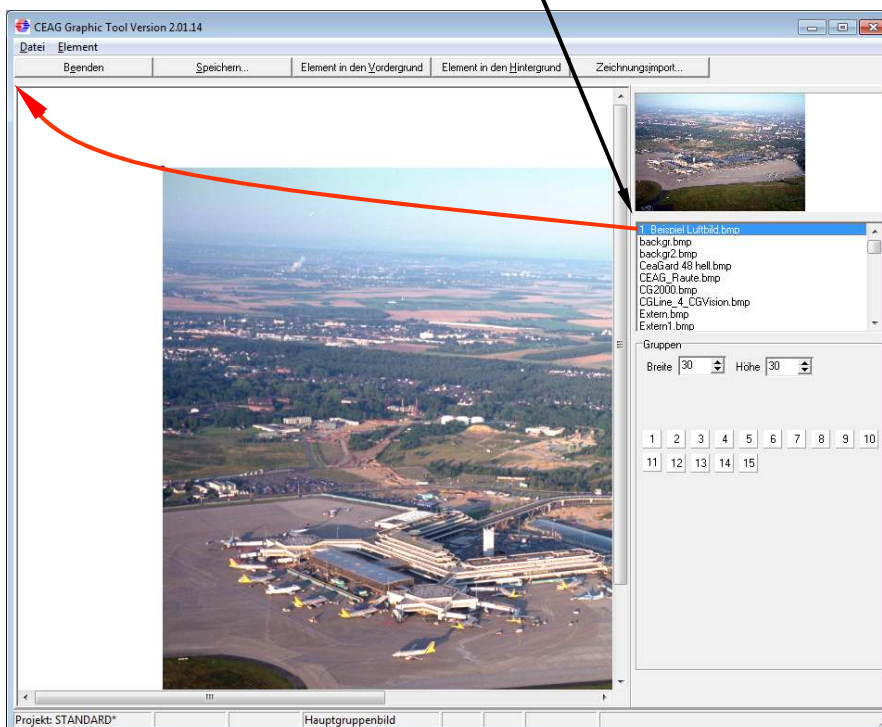 CEAG Graphic Tool Version 2.01.14
Datei Element
Beenden Speichern... Element in den Vordergrund Element in den Hintergrund Zeichnungsimport...
1_Beispiel Luftbild.bmp
backgr.bmp
backgr2.bmp
CeaGard 48 hell.bmp
CEAG_Raute.bmp
CG2000.bmp
CGLine_4_CGVision.bmp
Extern.bmp
Extern1.bmp
Gruppen
Breite 30 Höhe 30
1 2 3 4 5 6 7 8 9 10
11 12 13 14 15
Projekt: STANDARD* Hauptgruppenbild